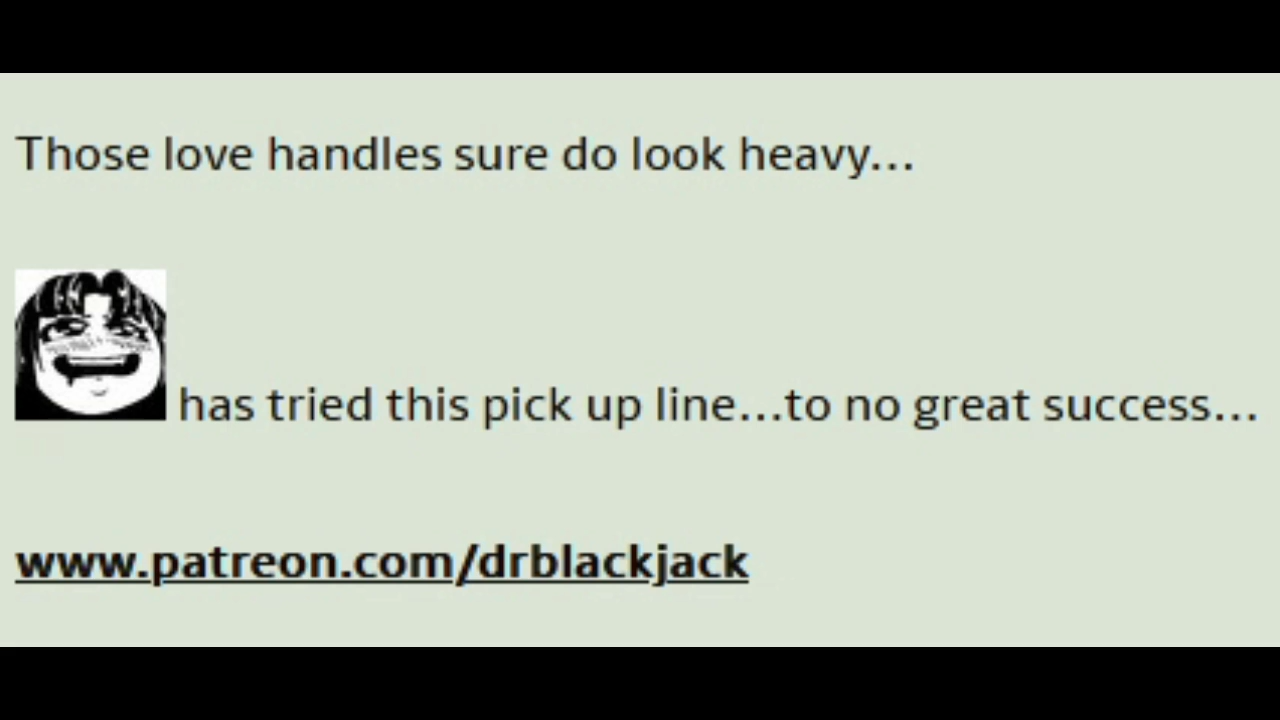 Those love handles sure do look heavy...
has tried this pick up line...to no great success...
www.patreon.com/drblackjack